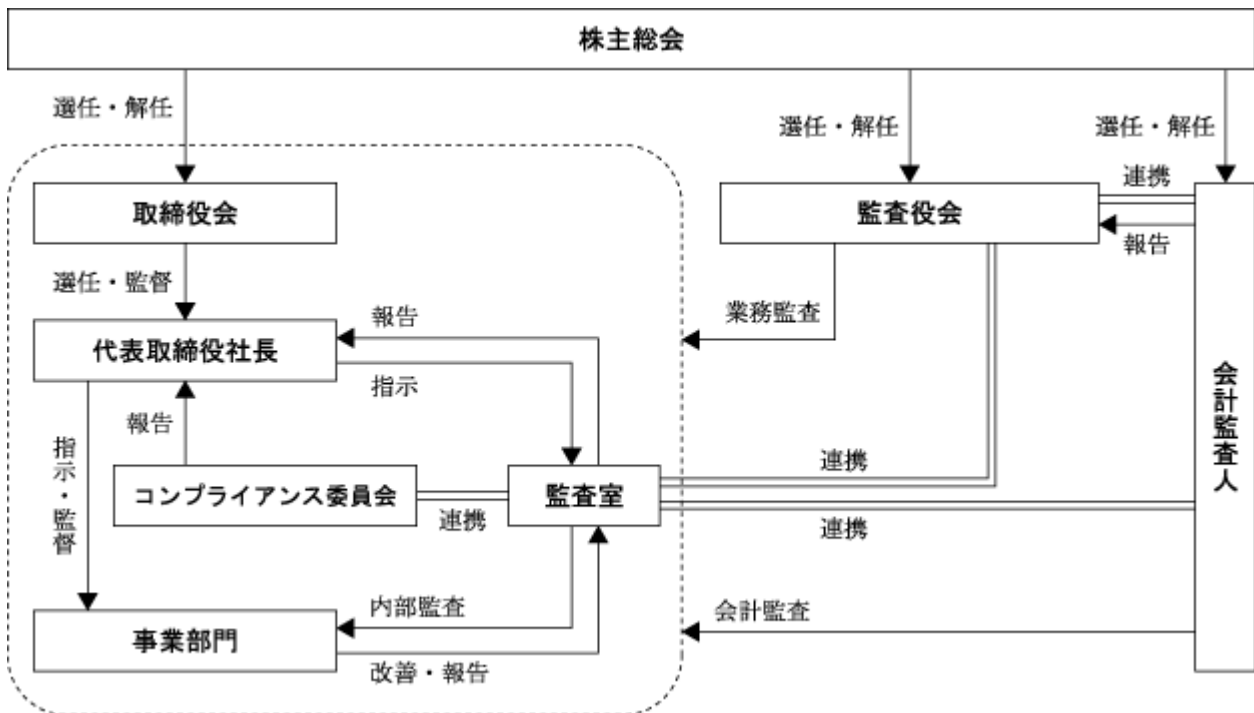 株主総会
選任・解任
選任・解任
選任・解任
取締役会
監査役会
連携
報告
選任・監督
業務監査
代表取締役社長
報告
指示
会計監査人
報告
指示・監督
コンプライアンス委員会
連携
監査室
連携
連携
内部監査
会計監査
事業部門
改善・報告